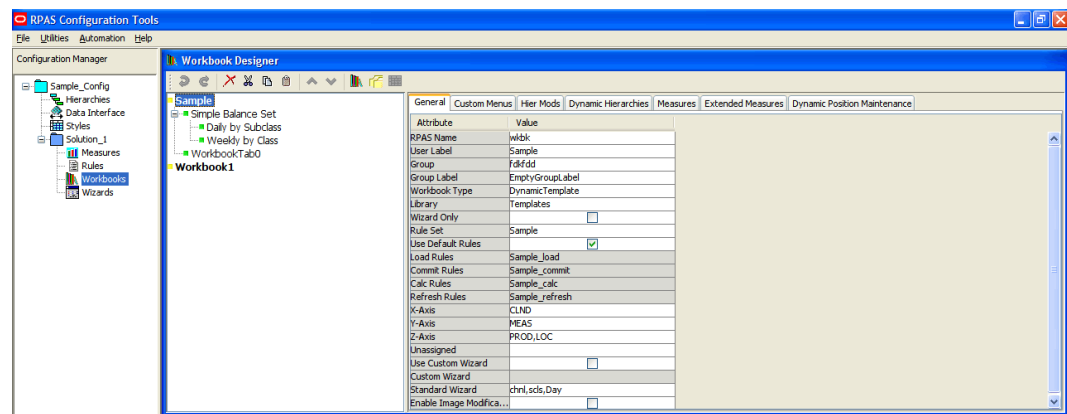 RPAS Configuration Tools
File Utilities Automation Help
Configuration Manager
Workbook Designer
Sample_Config
Hierarchies
Data Interface
Styles
Solution_1
Measures
Rules
Workbooks
Wizards
Sample
Simple Balance Set
Daily by Subclass
Weekly by Class
WorkbookTab0
Workbook1
General Custom Menus Hier Mods Dynamic Hierarchies Measures Extended Measures Dynamic Position Maintenance
Attribute Value
RPAS Name wkbk
User Label Sample
Group fdkfdd
Group Label EmptyGroupLabel
Workbook Type DynamicTemplate
Library Templates
Wizard Only
Rule Set Sample
Use Default Rules
Load Rules Sample_load
Commit Rules Sample_commit
Calc Rules Sample_calc
Refresh Rules Sample_refresh
X-Axis CLND
Y-Axis MEAS
Z-Axis PROD,LOC
Unassigned
Use Custom Wizard
Custom Wizard
Standard Wizard chnl,scls,Day
Enable Image Modifica...